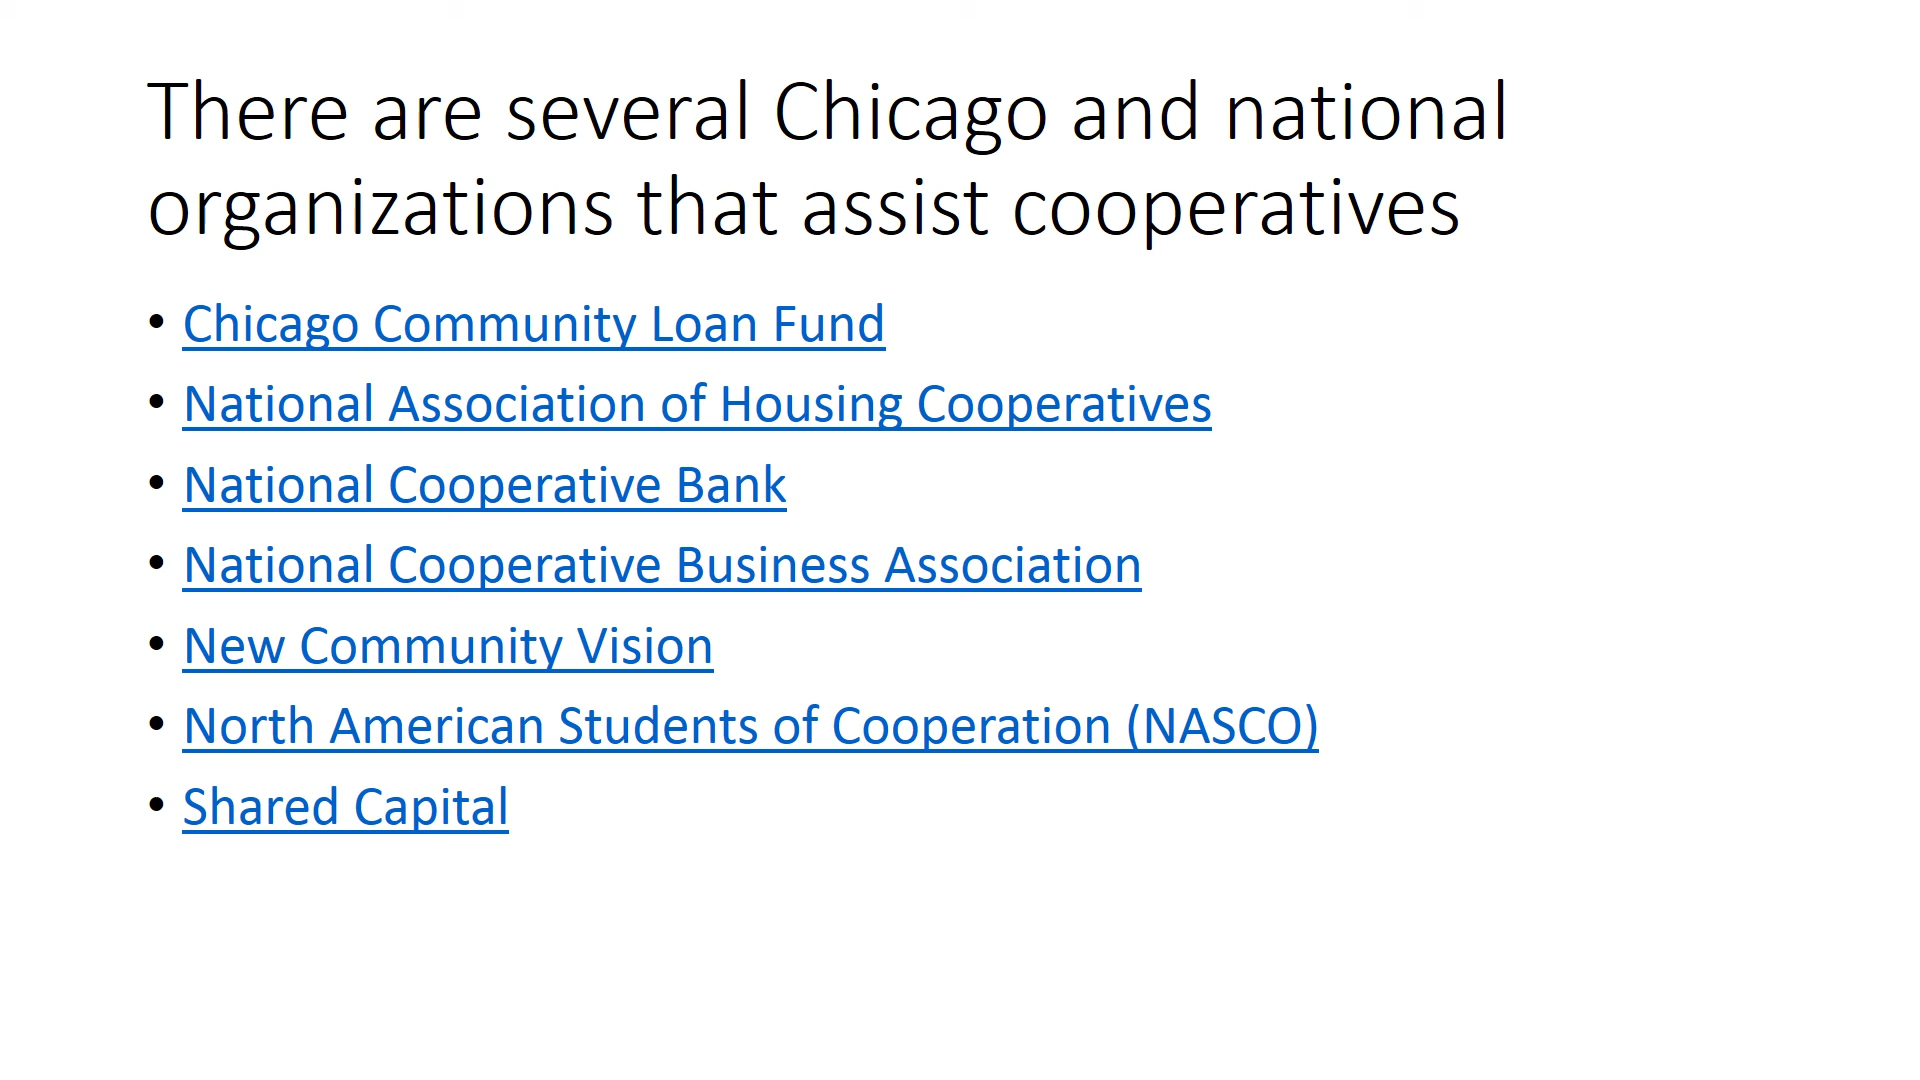 There are several Chicago and national
organizations that assist cooperatives
• Chicago Community Loan Fund
• National Association of Housing Cooperatives
• National Cooperative Bank
• National Cooperative Business Association
• New Community Vision
• North American Students of Cooperation (NASCO)
• Shared Capital